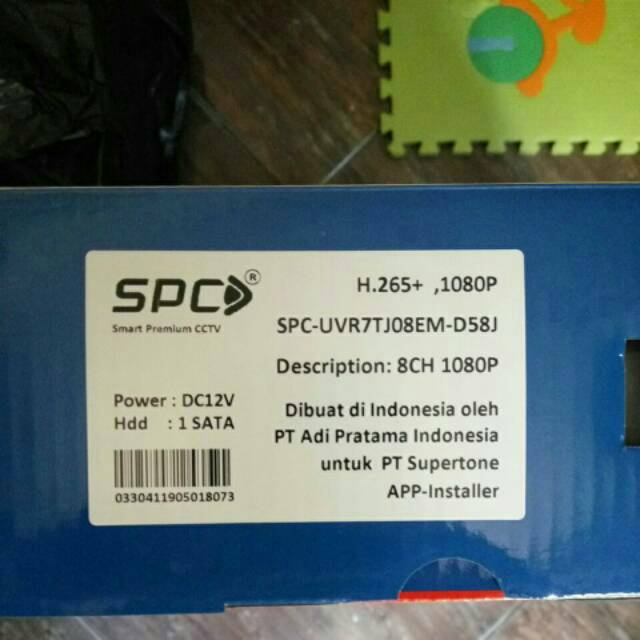 SPC®
Smart Premium CCTV
H.265+ ,1080P
SPC-UVR7TJ08EM-D58J
Description: 8CH 1080P
Power : DC12V
Hdd : 1 SATA
Dibuat di Indonesia oleh
PT Adi Pratama Indonesia
untuk PT Supertone
APP-Installer
0330411905018073